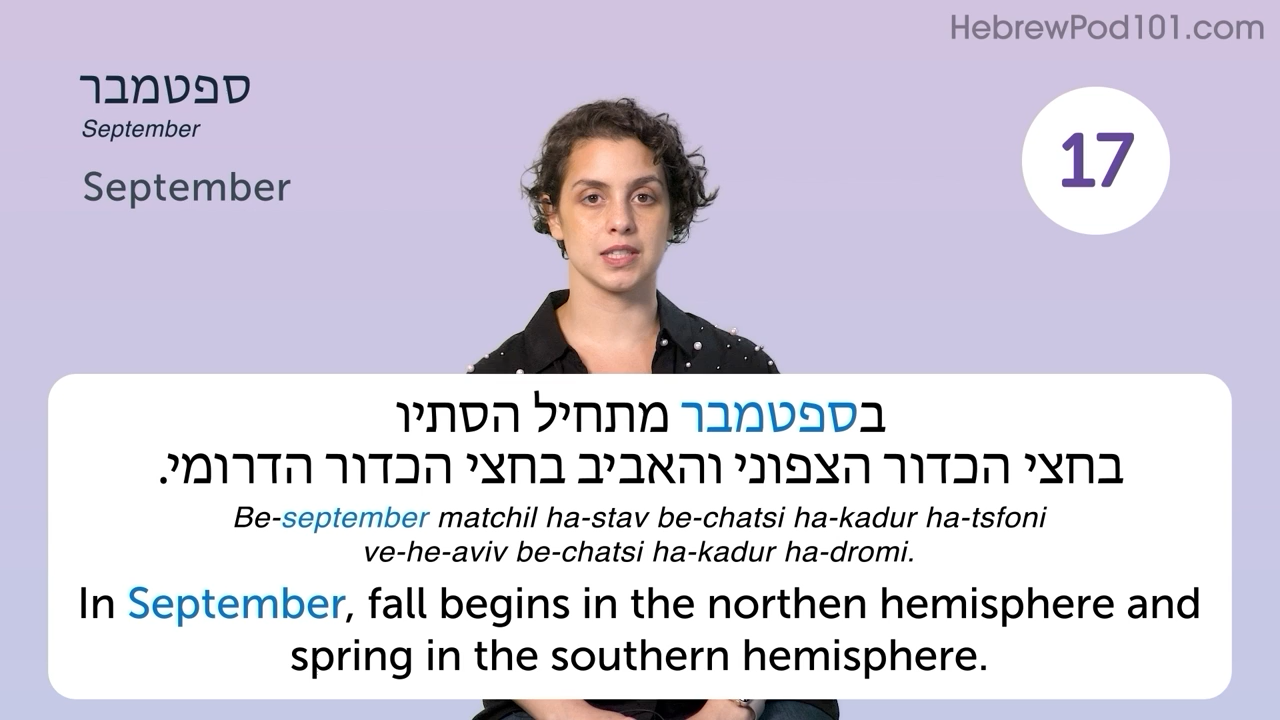 HebrewPod101.com
ספטמבר
September
September
17
בספטמבר מתחיל הסתיו
בחצי הכדור הצפוני והאביב בחצי הכדור הדרומי.
Be-september matchil ha-stav be-chatsi ha-kadur ha-tsfoni
ve-he-aviv be-chatsi ha-kadur ha-dromi.
In September, fall begins in the northen hemisphere and
spring in the southern hemisphere.